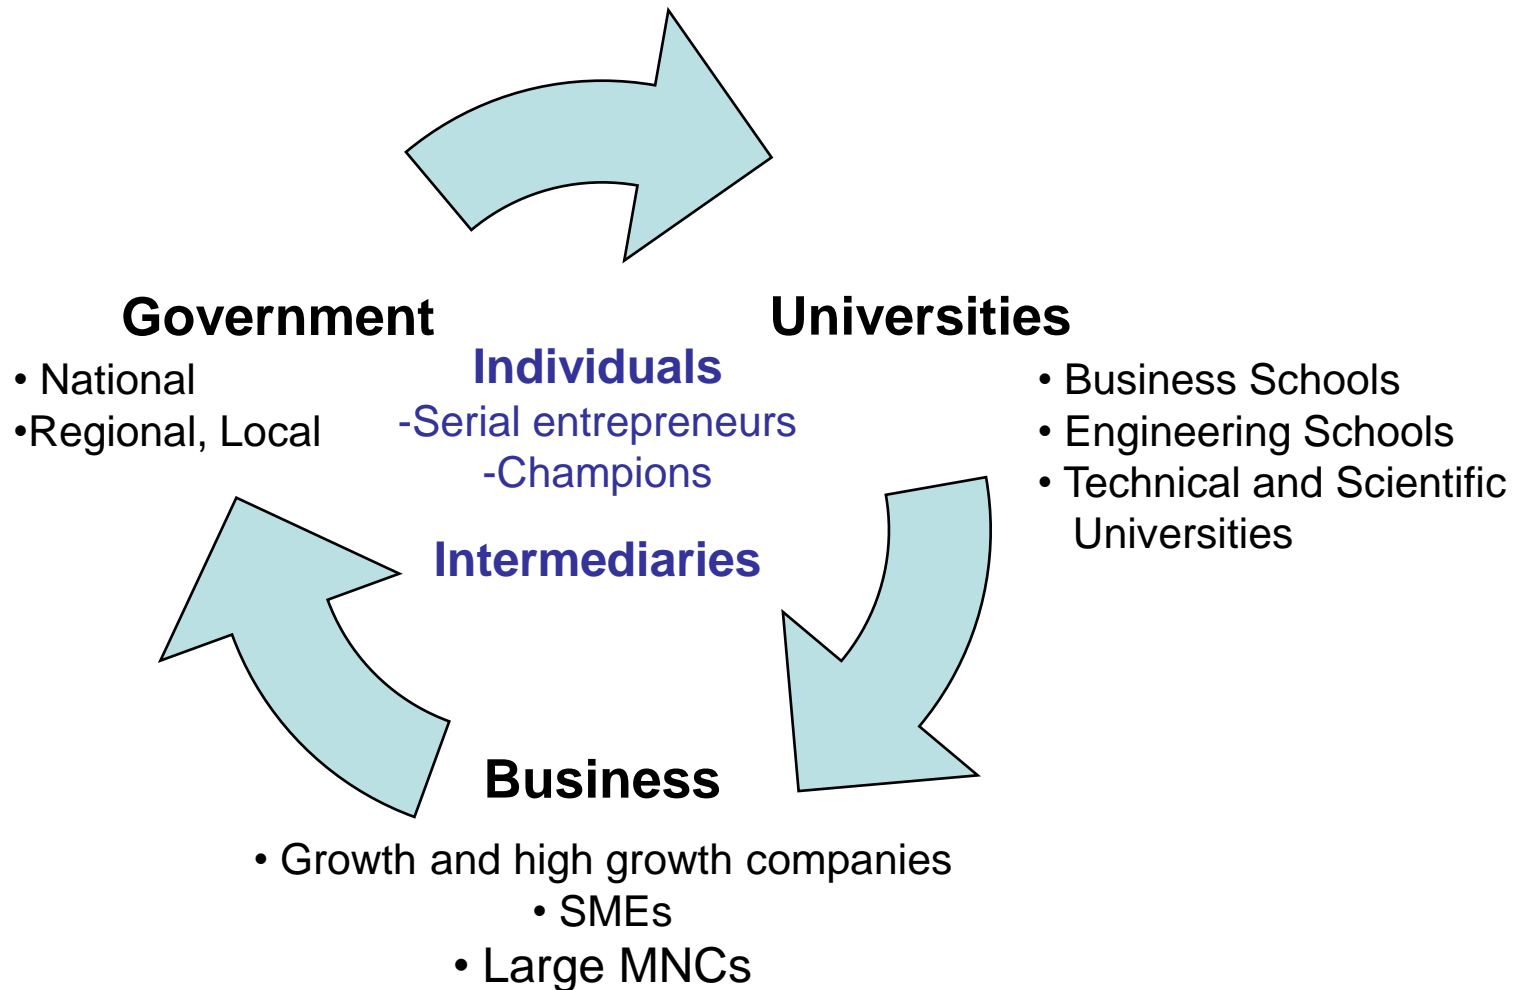 Government
• National
•Regional, Local
Individuals
-Serial entrepreneurs
-Champions
Intermediaries
Universities
• Business Schools
• Engineering Schools
• Technical and Scientific
Universities
Business
• Growth and high growth companies
• SMEs
• Large MNCs